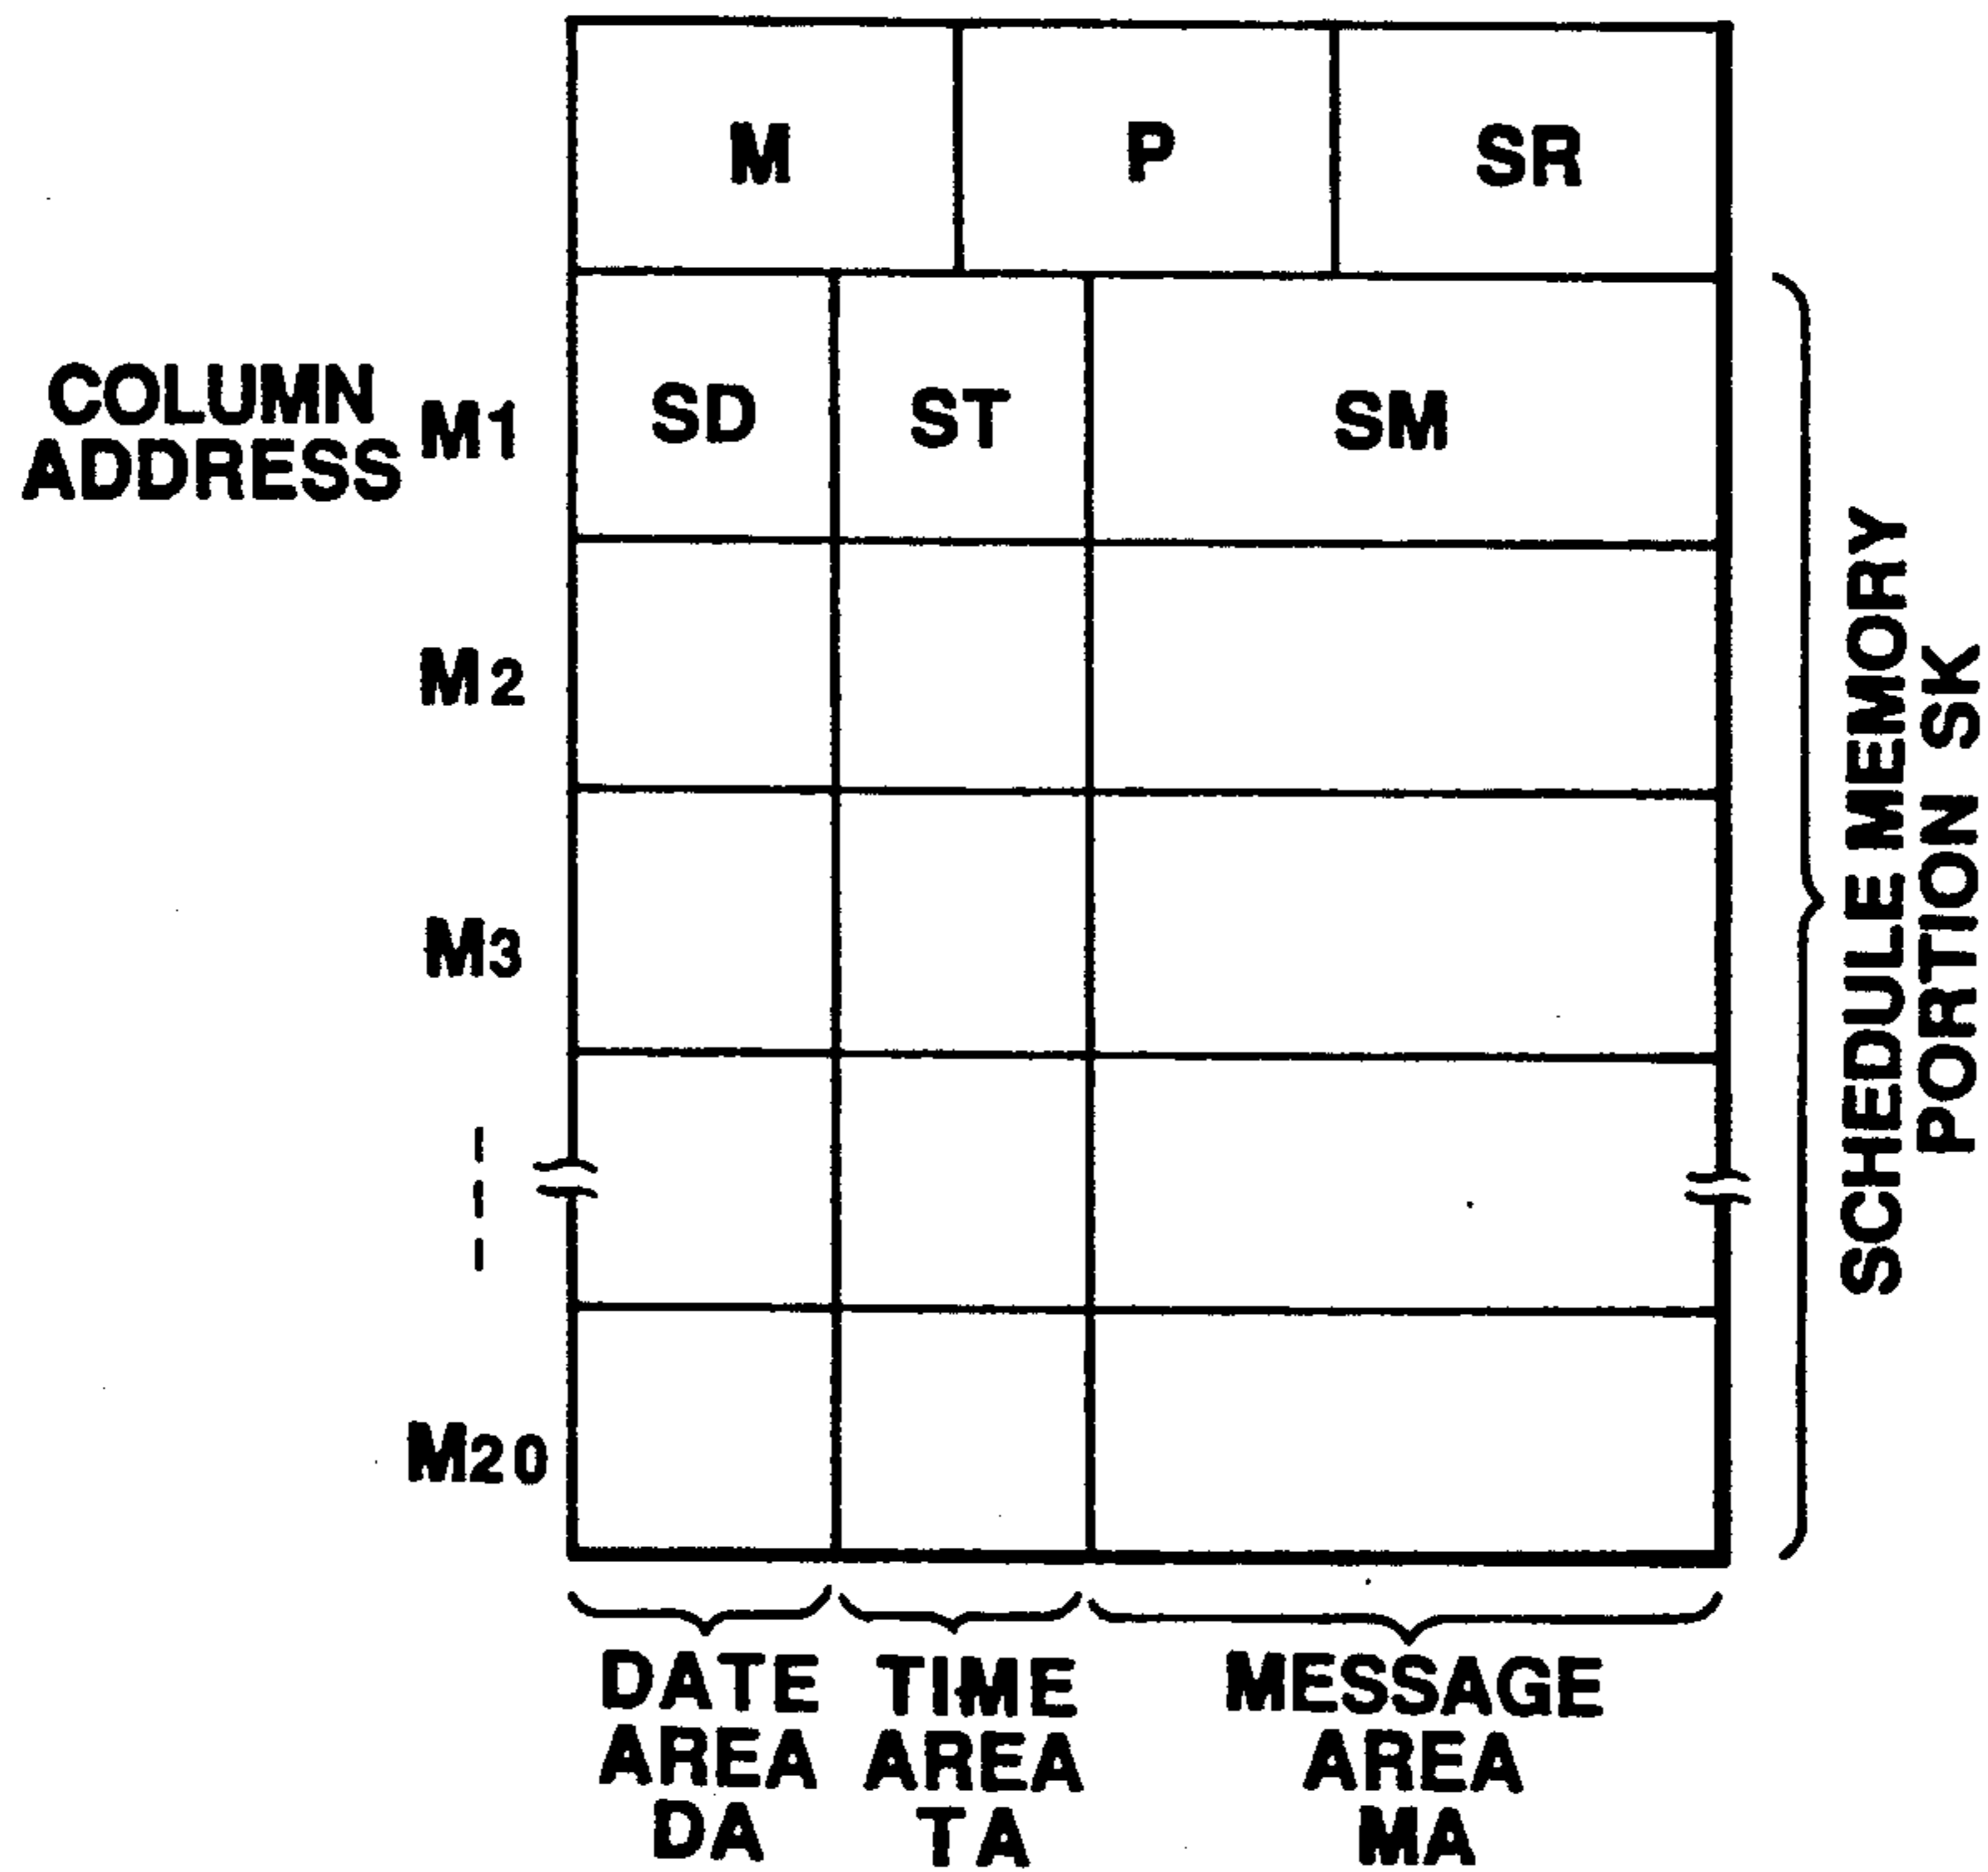 M P SR
COLUMN
ADDRESS
M1 SD ST SM
M2
M3
M20
SCHEDULE MEMORY
PORTION SK
DATE
AREA
DA
TIME
AREA
TA
MESSAGE
AREA
MA